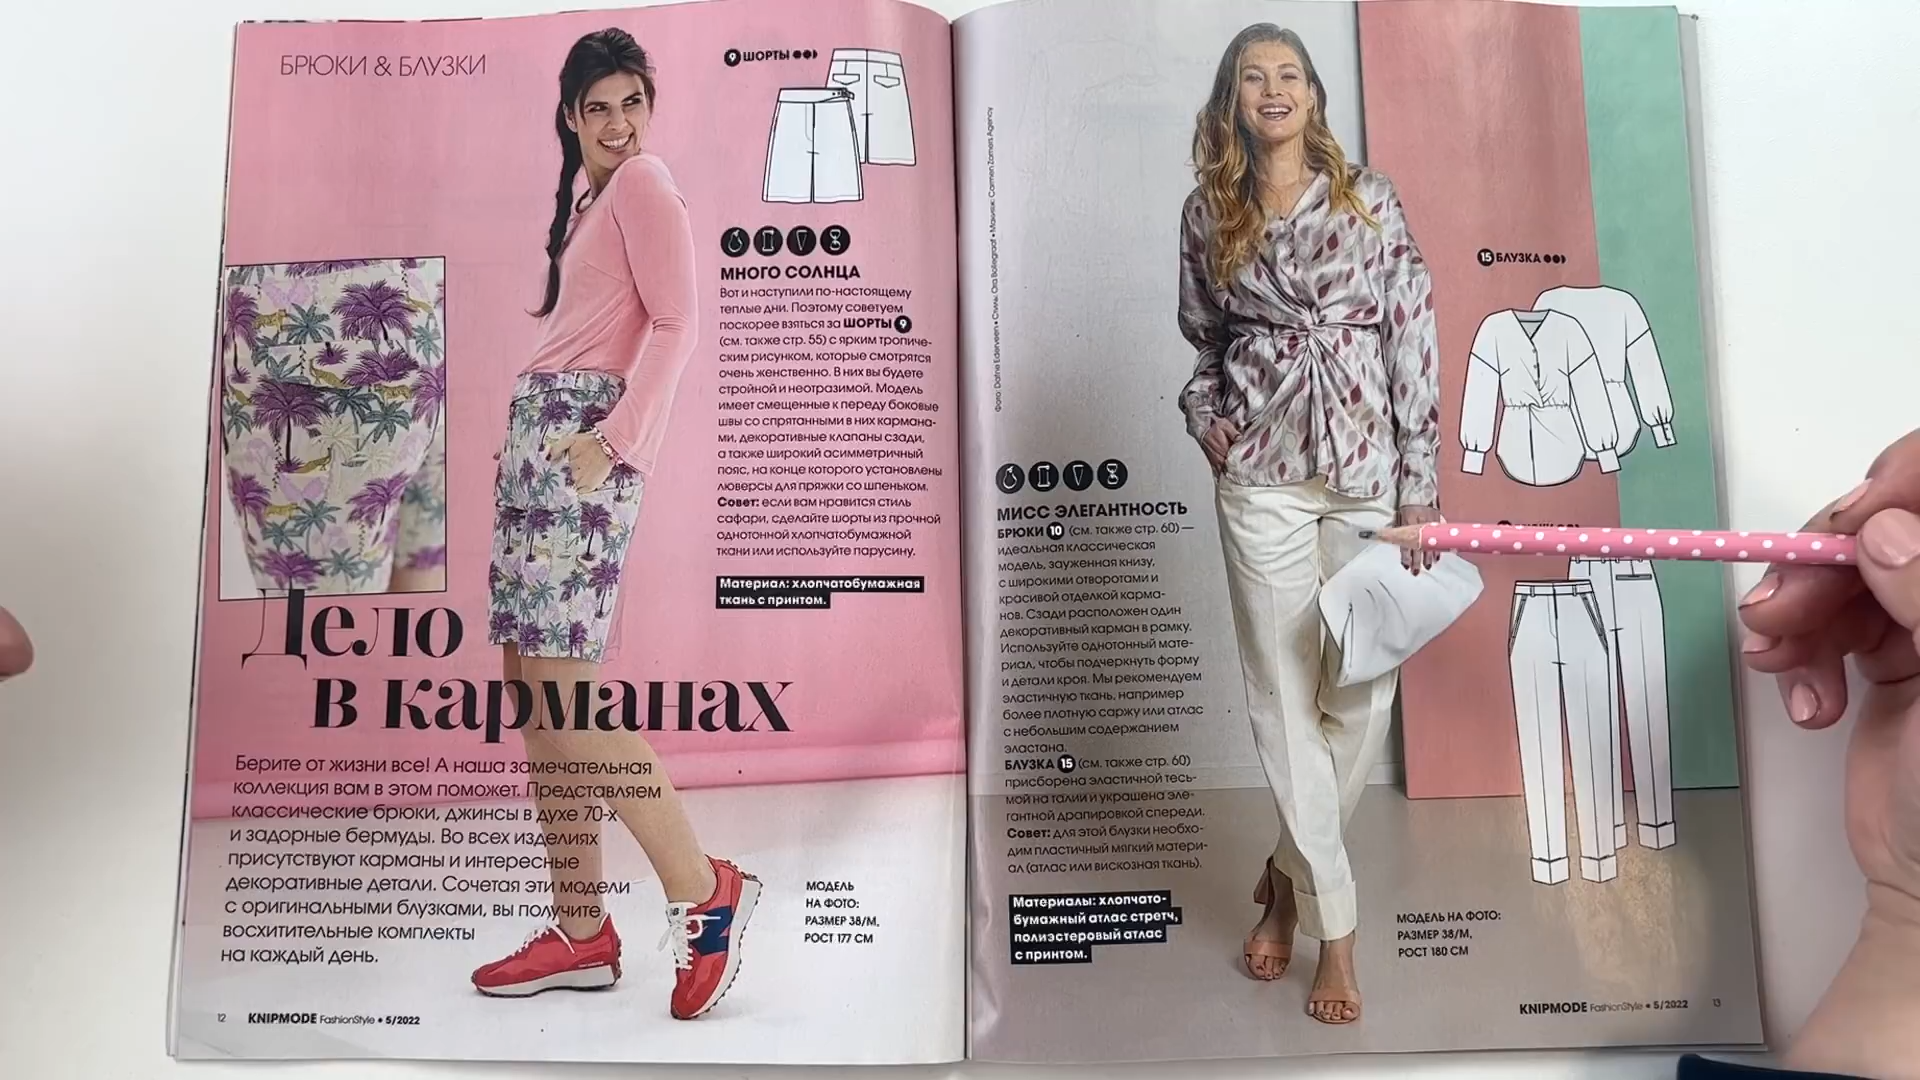 БРЮКИ & БЛУЗКИ
9 ШОРТЫ
МНОГО СОЛНЦА
Вот и наступили по-настоящему
теплые дни. Поэтому советуем
поскорее взяться за ШОРТЫ 9
(см. также стр. 55) с ярким тропиче-
ским рисунком, которые смотрятся
очень женственно. В них вы будете
стройной и неотразимой. Модель
имеет смещенные к переду боковые
швы со спрятанными в них кармана-
ми, декоративные клапаны сзади,
а также широкий асимметричный
пояс, на конце которого установлены
люверсы для пряжки со шпеньком.
Совет: если вам нравится стиль
сафари, сделайте шорты из прочной
однотонной хлопчатобумажной
ткани или используйте парусину.
Материал: хлопчатобумажная
ткань с принтом.
Дело
в карманах
Берите от жизни все! А наша замечательная
коллекция вам в этом поможет. Представляем
классические брюки, джинсы в духе 70-х
и задорные бермуды. Во всех изделиях
присутствуют карманы и интересные
декоративные детали. Сочетая эти модели
с оригинальными блузками, вы получите
восхитительные комплекты
на каждый день.
МОДЕЛЬ
НА ФОТО:
РАЗМЕР 38/M,
РОСТ 177 СМ
12 KNIPMODE FashionStyle • 5/2022
Фото: Dafne Ederveen • Стиль: Ora Bollegraaf • Макияж: Carmen Zomers Agency
15 БЛУЗКА
МИСС ЭЛЕГАНТНОСТЬ
БРЮКИ 10 (см. также стр. 60) —
идеальная классическая
модель, зауженная книзу,
с широкими отворотами и
красивой отделкой карма-
нов. Сзади расположен один
декоративный карман в рамку.
Используйте однотонный мате-
риал, чтобы подчеркнуть форму
и детали кроя. Мы рекомендуем
эластичную ткань, например
более плотную саржу или атлас
с небольшим содержанием
эластана.
БЛУЗКА 15 (см. также стр. 60)
присборена эластичной тесь-
мой на талии и украшена эле-
гантной драпировкой спереди.
Совет: для этой блузки необхо-
дим пластичный мягкий матери-
ал (атлас или вискозная ткань).
Материалы: хлопчато-
бумажный атлас стретч,
полиэстеровый атлас
с принтом.
МОДЕЛЬ НА ФОТО:
РАЗМЕР 38/M,
РОСТ 180 СМ
KNIPMODE FashionStyle • 5/2022 13